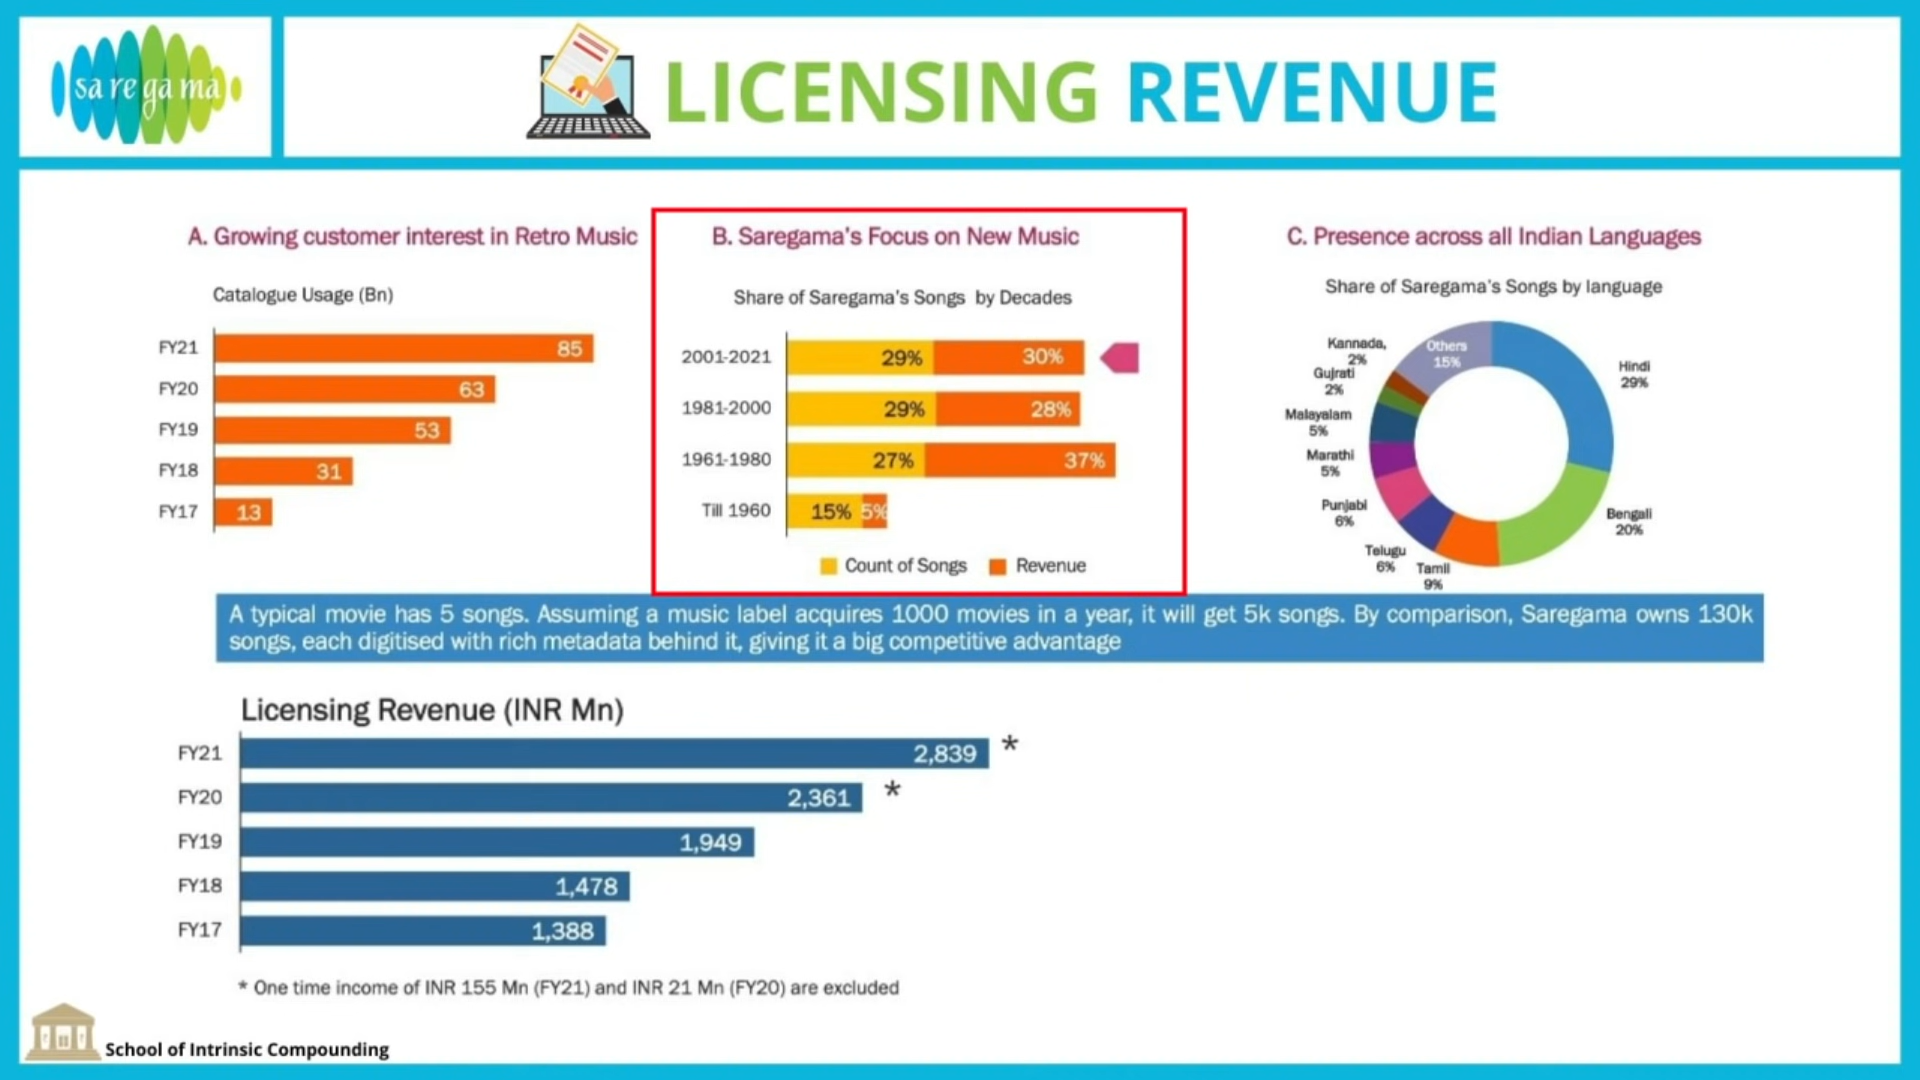 sa re ga ma
LICENSING REVENUE
A. Growing customer interest in Retro Music
Catalogue Usage (Bn)
FY21 85
FY20 63
FY19 53
FY18 31
FY17 13
B. Saregama's Focus on New Music
Share of Saregama's Songs by Decades
2001-2021 29% 30%
1981-2000 29% 28%
1961-1980 27% 37%
Till 1960 15% 5%
Count of Songs Revenue
C. Presence across all Indian Languages
Share of Saregama's Songs by language
Kannada,
2%
Gujrati
2%
Malayalam
5%
Marathi
5%
Punjabi
6%
Telugu
6%
Tamil
9%
Others
15%
Hindi
29%
Bengali
20%
A typical movie has 5 songs. Assuming a music label acquires 1000 movies in a year, it will get 5k songs. By comparison, Saregama owns 130k
songs, each digitised with rich metadata behind it, giving it a big competitive advantage
Licensing Revenue (INR Mn)
FY21 2,839 *
FY20 2,361 *
FY19 1,949
FY18 1,478
FY17 1,388
* One time income of INR 155 Mn (FY21) and INR 21 Mn (FY20) are excluded
School of Intrinsic Compounding